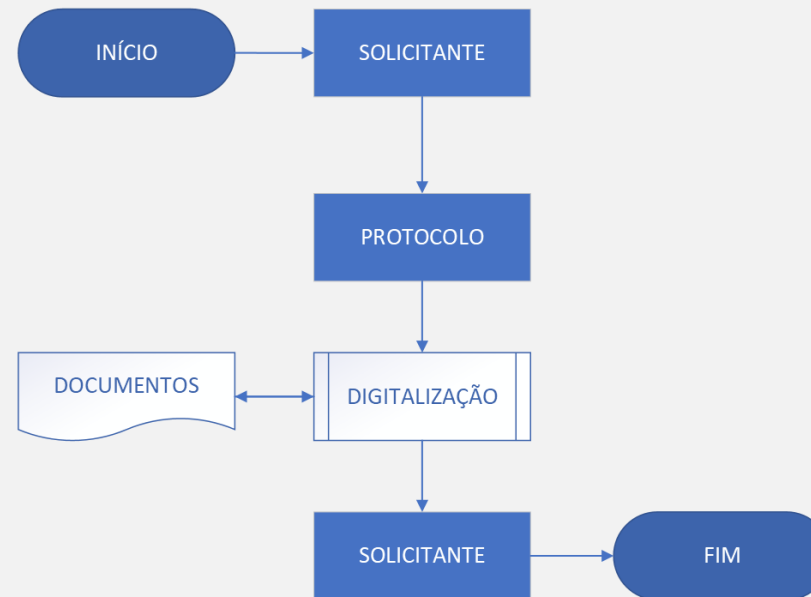 INÍCIO
SOLICITANTE
PROTOCOLO
DOCUMENTOS
DIGITALIZAÇÃO
SOLICITANTE
FIM